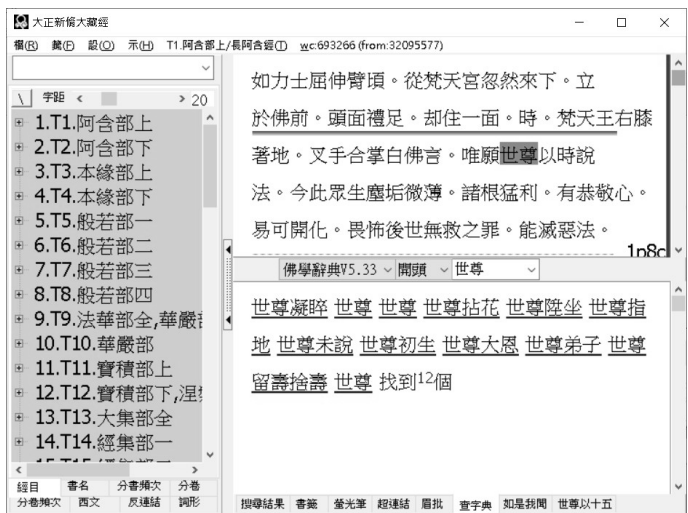 大正新脩大藏經
檔(R) 藏(F) 設(O) 示(H) T1.阿含部上/長阿含經(T) wc:693266 (from:32095577)
\ 字距 20
1.T1.阿含部上
2.T2.阿含部下
3.T3.本緣部上
4.T4.本緣部下
5.T5.般若部一
6.T6.般若部二
7.T7.般若部三
8.T8.般若部四
9.T9.法華部全,華嚴
10.T10.華嚴部
11.T11.寶積部上
12.T12.寶積部下,涅
13.T13.大集部全
14.T14.經集部一
經目 書名 分書頻次 分卷
分卷頻次 西文 反連結 詞形
如力士屈伸臂頃。從梵天宮忽然來下。立
於佛前。頭面禮足。却住一面。時。梵天王右膝
著地。叉手合掌白佛言。唯願世尊以時說
法。今此眾生塵垢微薄。諸根猛利。有恭敬心。
易可開化。畏怖後世無救之罪。能滅惡法。
1p8c
佛學辭典V5.33 開頭 世尊
世尊凝睟 世尊 世尊 世尊拈花 世尊陞坐 世尊指
地 世尊未說 世尊初生 世尊大恩 世尊弟子 世尊
留壽捨壽 世尊 找到12個
搜尋結果 書籤 螢光筆 超連結 眉批 查字典 如是我聞 世尊以十五